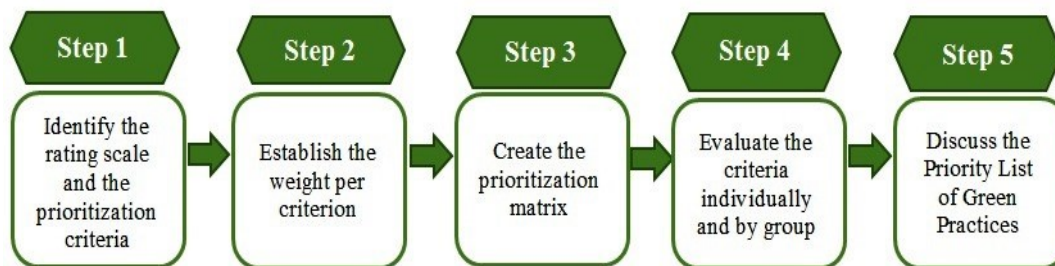 Step 1
Identify the
rating scale
and the
prioritization
criteria
Step 2
Establish the
weight per
criterion
Step 3
Create the
prioritization
matrix
Step 4
Evaluate the
criteria
individually
and by group
Step 5
Discuss the
Priority List
of Green
Practices